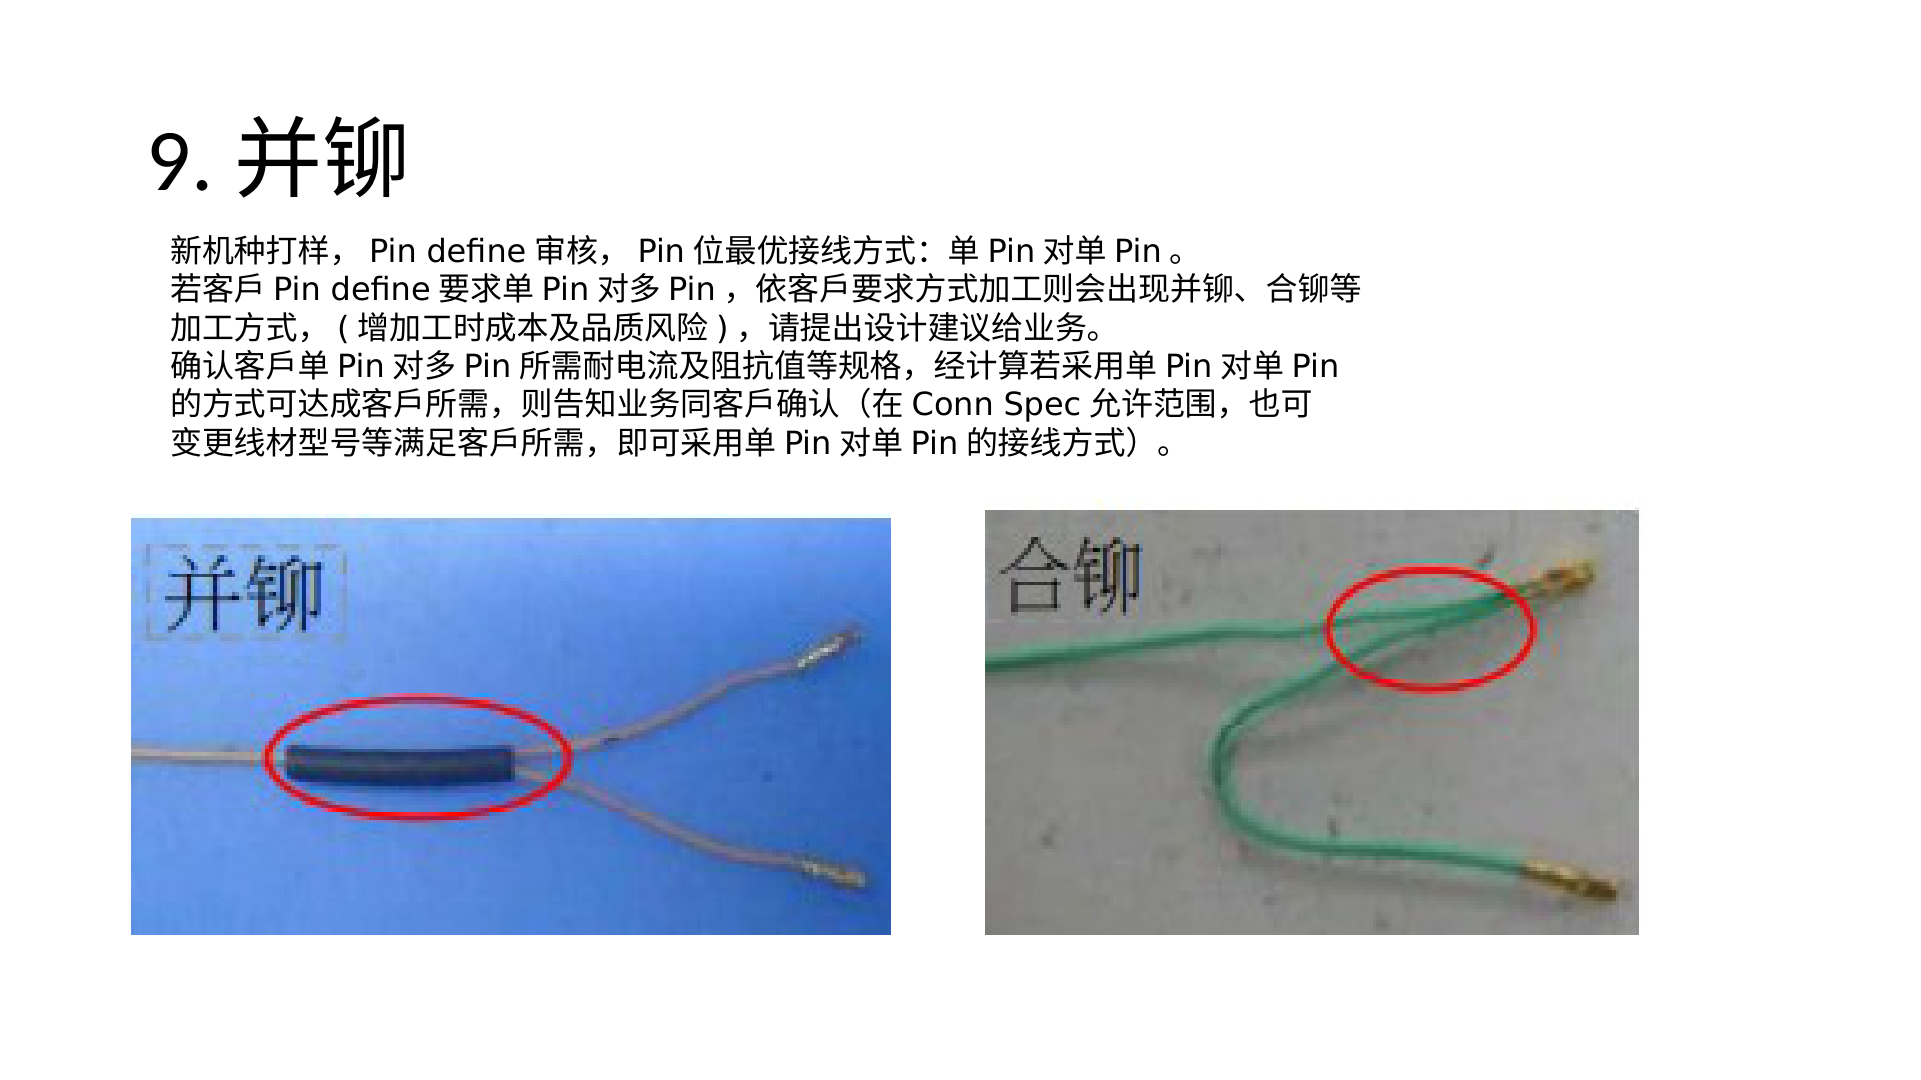 9. 并铆
新机种打样， Pin define 审核， Pin 位最优接线方式：单 Pin 对单 Pin 。
若客戶 Pin define 要求单 Pin 对多 Pin ，依客戶要求方式加工则会出现并铆、合铆等
加工方式， ( 增加工时成本及品质风险 ) ，请提出设计建议给业务。
确认客戶单 Pin 对多 Pin 所需耐电流及阻抗值等规格，经计算若采用单 Pin 对单 Pin
的方式可达成客戶所需，则告知业务同客戶确认（在 Conn Spec 允许范围，也可
变更线材型号等满足客戶所需，即可采用单 Pin 对单 Pin 的接线方式）。
并铆
合铆